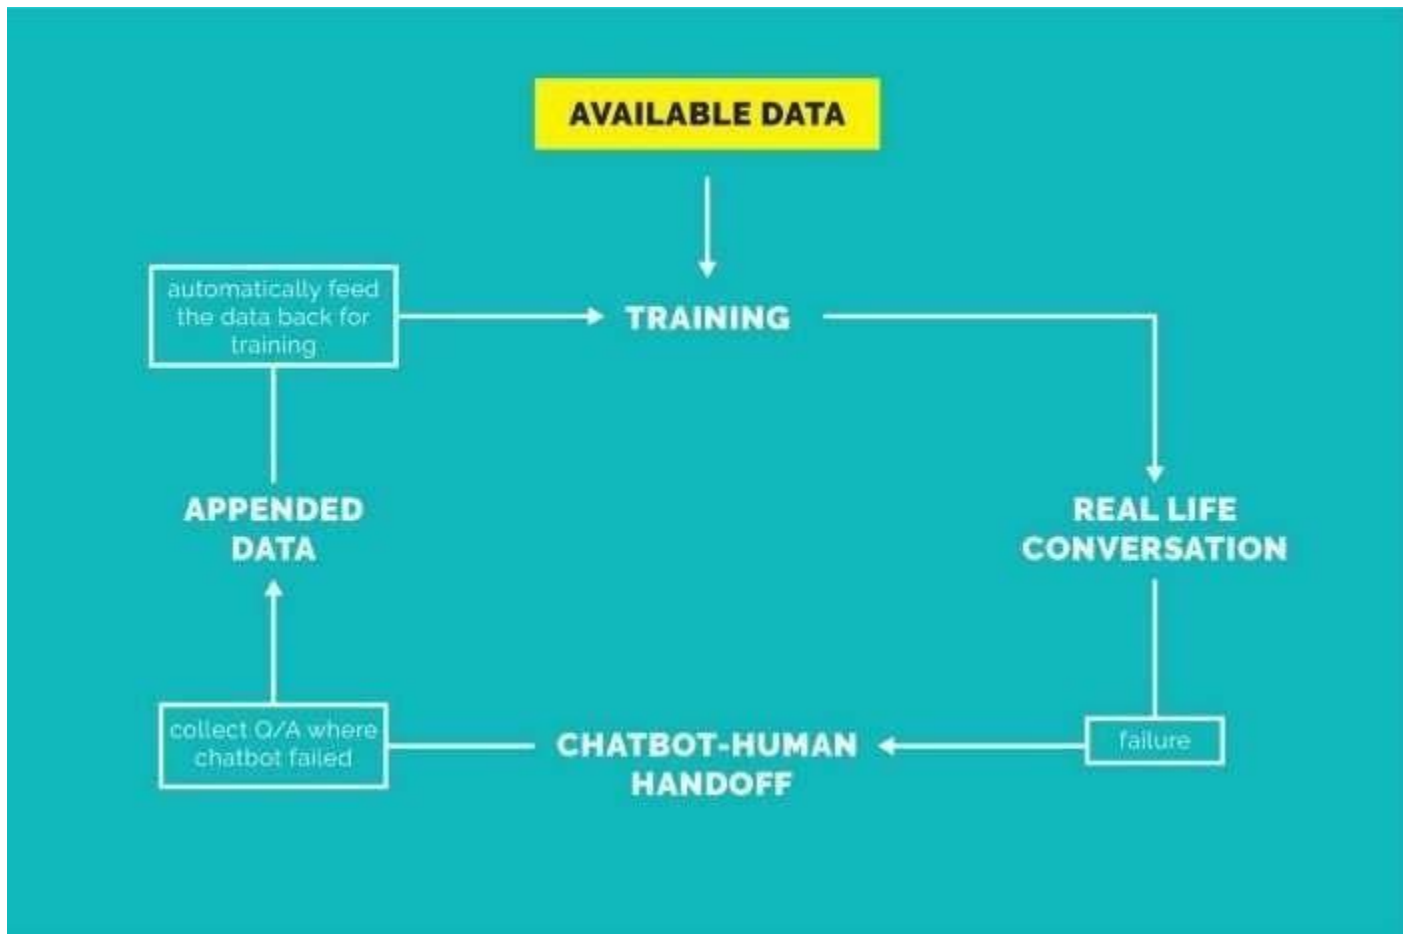 AVAILABLE DATA
automatically feed
the data back for
training
TRAINING
APPENDED
DATA
REAL LIFE
CONVERSATION
collect Q/A where
chatbot failed
CHATBOT-HUMAN
HANDOFF
failure